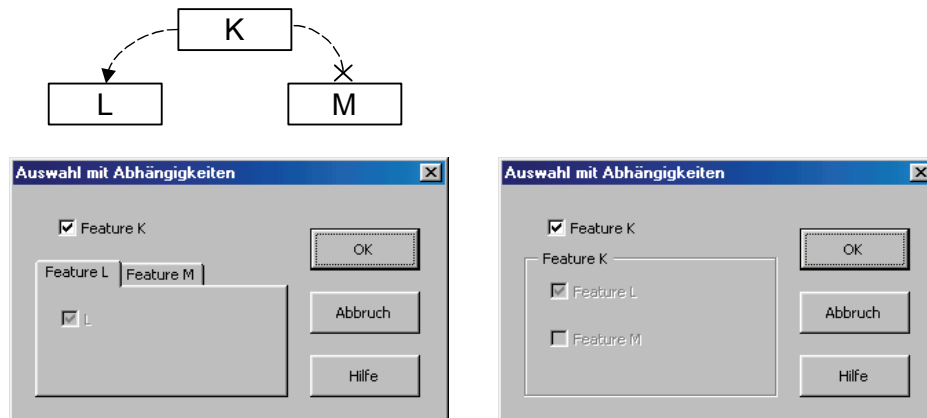 K
L
M
Auswahl mit Abhängigkeiten
Feature K
OK
Feature L
Feature M
L
Abbruch
Hilfe
Auswahl mit Abhängigkeiten
Feature K
OK
Feature K
Feature L
Abbruch
Feature M
Hilfe